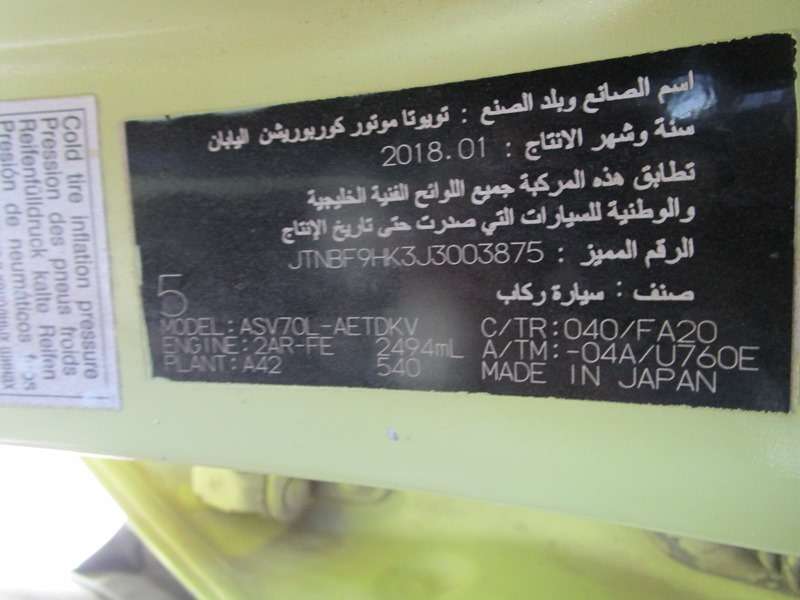 اسم الصانع وبلد الصنع : تويوتا موتور كوربوريشن اليابان
سنة وشهر الانتاج : 2018.01
تطابق هذه المركبة جميع اللوائح الفنية الخليجية
والوطنية للسيارات التي صدرت حتى تاريخ الإنتاج
الرقم المميز : JTNBF9HK3J3003875
صنف : سيارة ركاب
5
MODEL:ASV70L-AETDKV C/TR:040/FA20
ENGINE:2AR-FE 2494mL A/TM:-04A/U760E
PLANT:A42 540 MADE IN JAPAN
Cold tire inflation pressure
Pression des pneus froids
Reifenfülldruck kalte Reifen
Presión de neumáticos fríos